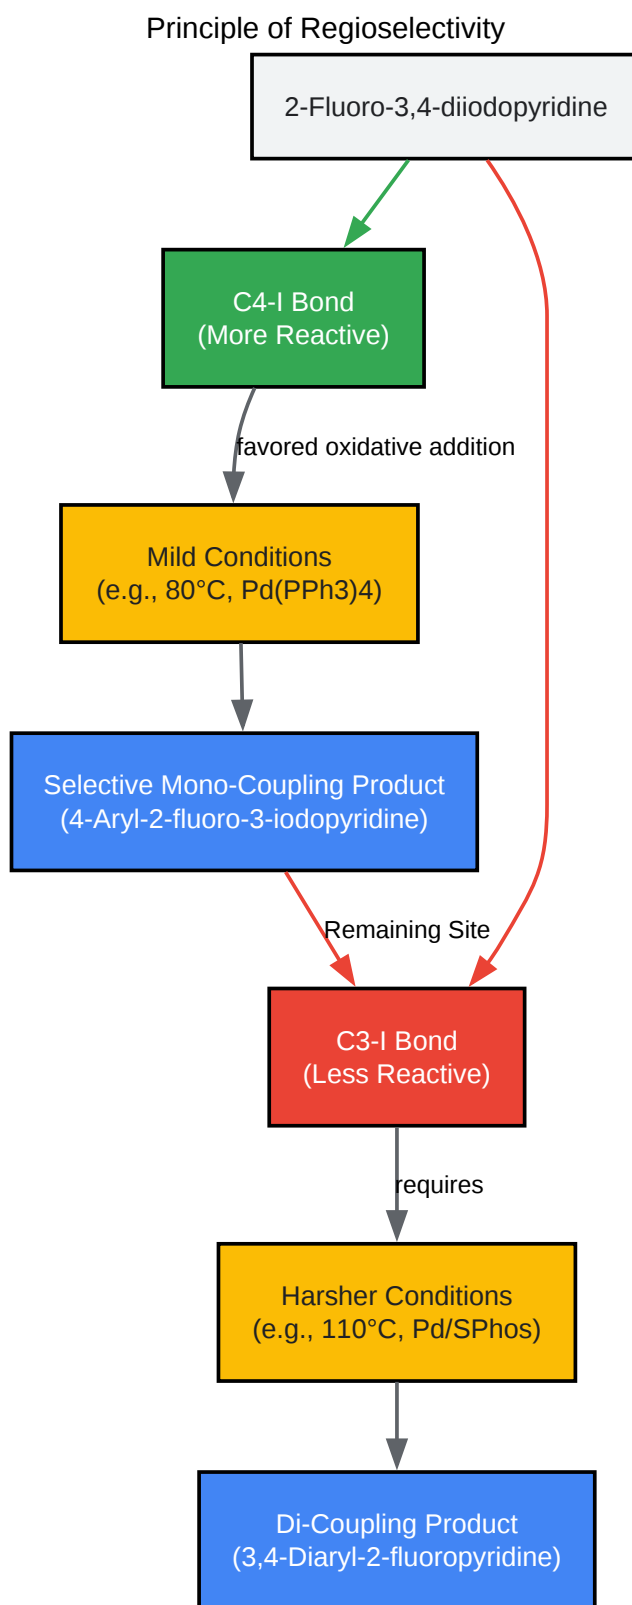 Principle of Regioselectivity
2-Fluoro-3,4-diiodopyridine
C4-I Bond
(More Reactive)
favored oxidative addition
Mild Conditions
(e.g., 80°C, Pd(PPh3)4)
Selective Mono-Coupling Product
(4-Aryl-2-fluoro-3-iodopyridine)
Remaining Site
C3-I Bond
(Less Reactive)
requires
Harsher Conditions
(e.g., 110°C, Pd/SPhos)
Di-Coupling Product
(3,4-Diaryl-2-fluoropyridine)